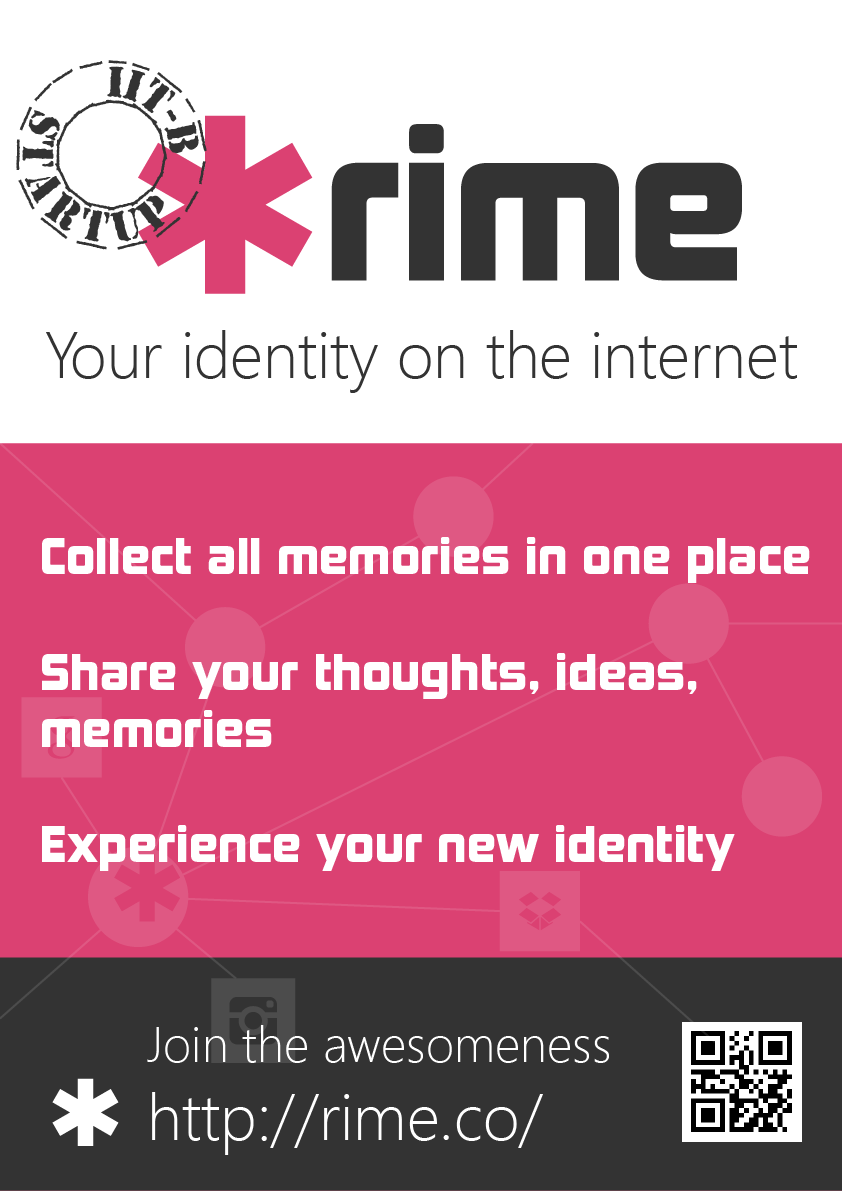 IIT-B
STARTUP
*rime
Your identity on the internet
Collect all memories in one place
Share your thoughts, ideas,
memories
Experience your new identity
Join the awesomeness
* http://rime.co/